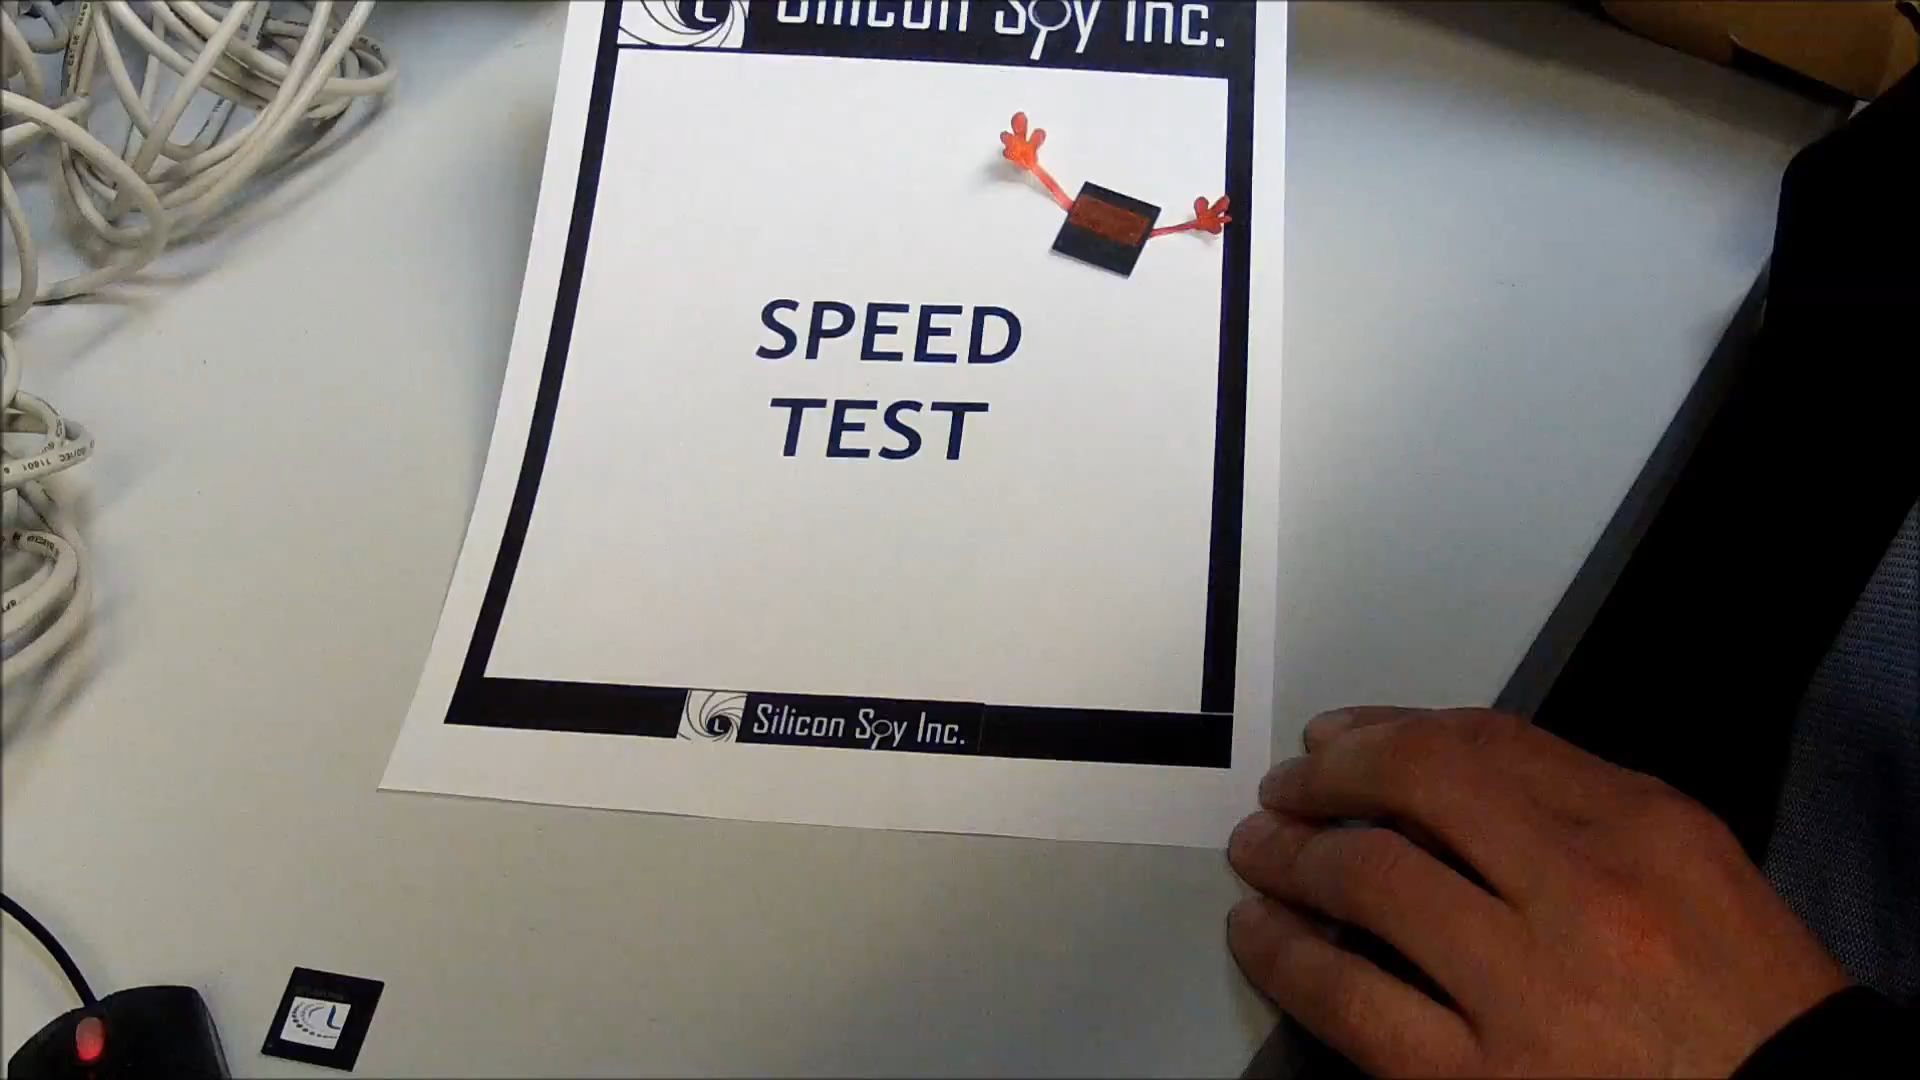 Silicon Spy Inc.
SPEED
TEST
Silicon Spy Inc.
L